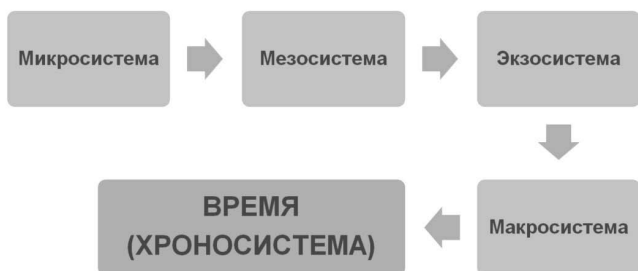 Микросистема
Мезосистема
Экзосистема
Макросистема
ВРЕМЯ
(ХРОНОСИСТЕМА)